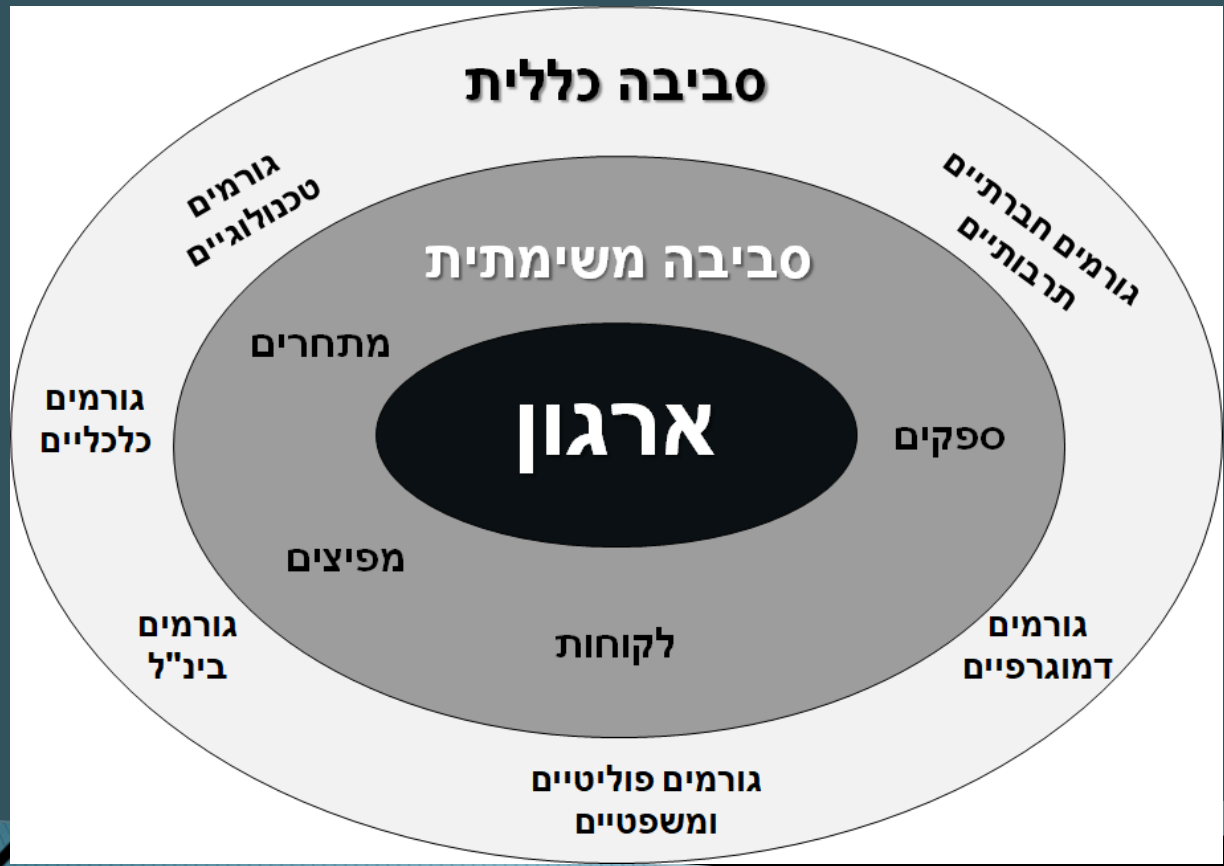 סביבה כללית
גורמים
טכנולוגיים
גורמים חברתיים
תרבותיים
סביבה משימתית
מתחרים
ארגון
ספקים
גורמים
כלכליים
מפיצים
לקוחות
גורמים
בינ"ל
גורמים
דמוגרפיים
גורמים פוליטיים
ומשפטיים